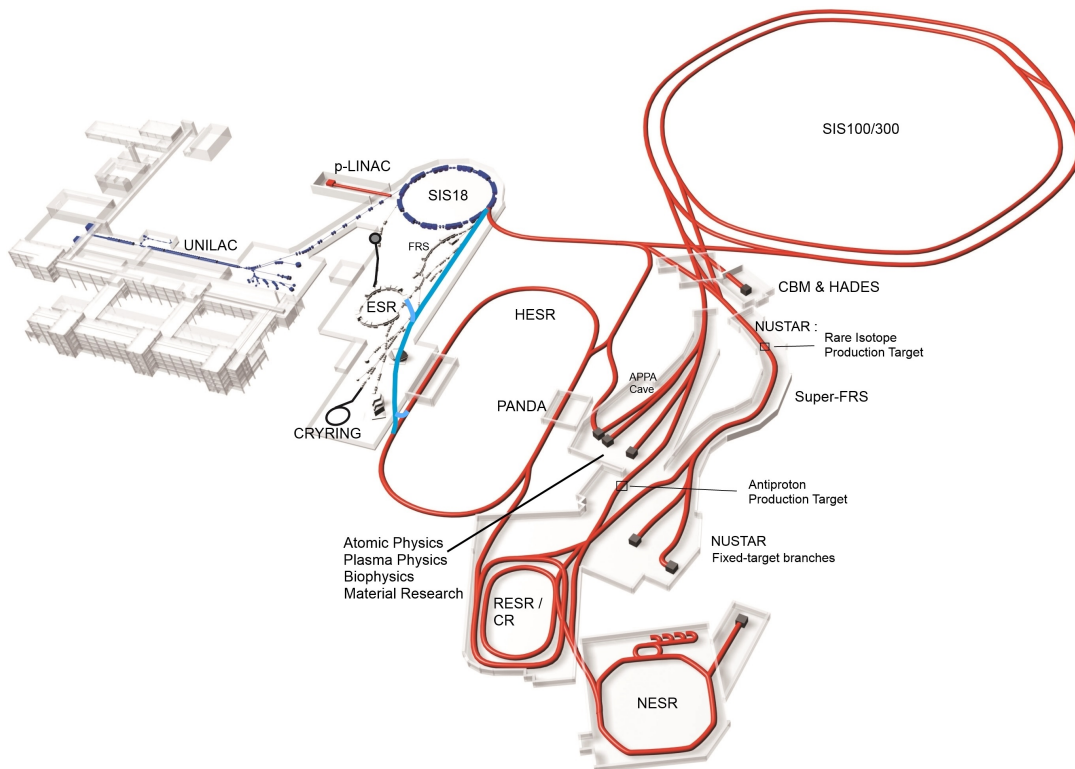 SIS100/300
p-LINAC
SIS18
UNILAC
FRS
ESR
HESR
CBM & HADES
NUSTAR :
Rare Isotope
Production Target
APPA
Cave
Super-FRS
PANDA
CRYRING
Antiproton
Production Target
Atomic Physics
Plasma Physics
Biophysics
Material Research
NUSTAR
Fixed-target branches
RESR /
CR
NESR